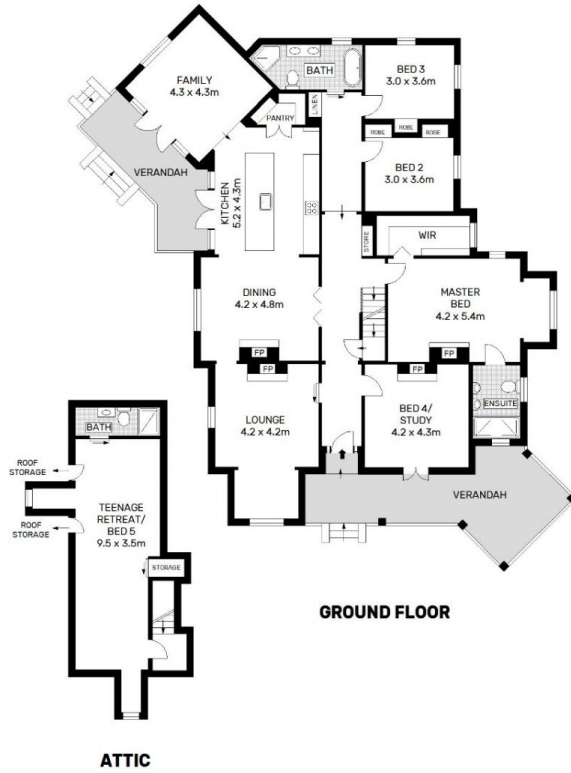 FAMILY
4.3 x 4.3m
BATH
LINEN
BED 3
3.0 x 3.6m
PANTRY
ROBE
ROBE
ROBE
BED 2
3.0 x 3.6m
VERANDAH
KITCHEN
5.2 x 4.3m
STORE
WIR
DINING
4.2 x 4.8m
MASTER
BED
4.2 x 5.4m
FP
FP
FP
FP
LOUNGE
4.2 x 4.2m
BED 4/
STUDY
4.2 x 4.3m
ENSUITE
VERANDAH
GROUND FLOOR
BATH
ROOF
STORAGE
ROOF
STORAGE
TEENAGE
RETREAT/
BED 5
9.5 x 3.5m
STORAGE
ATTIC